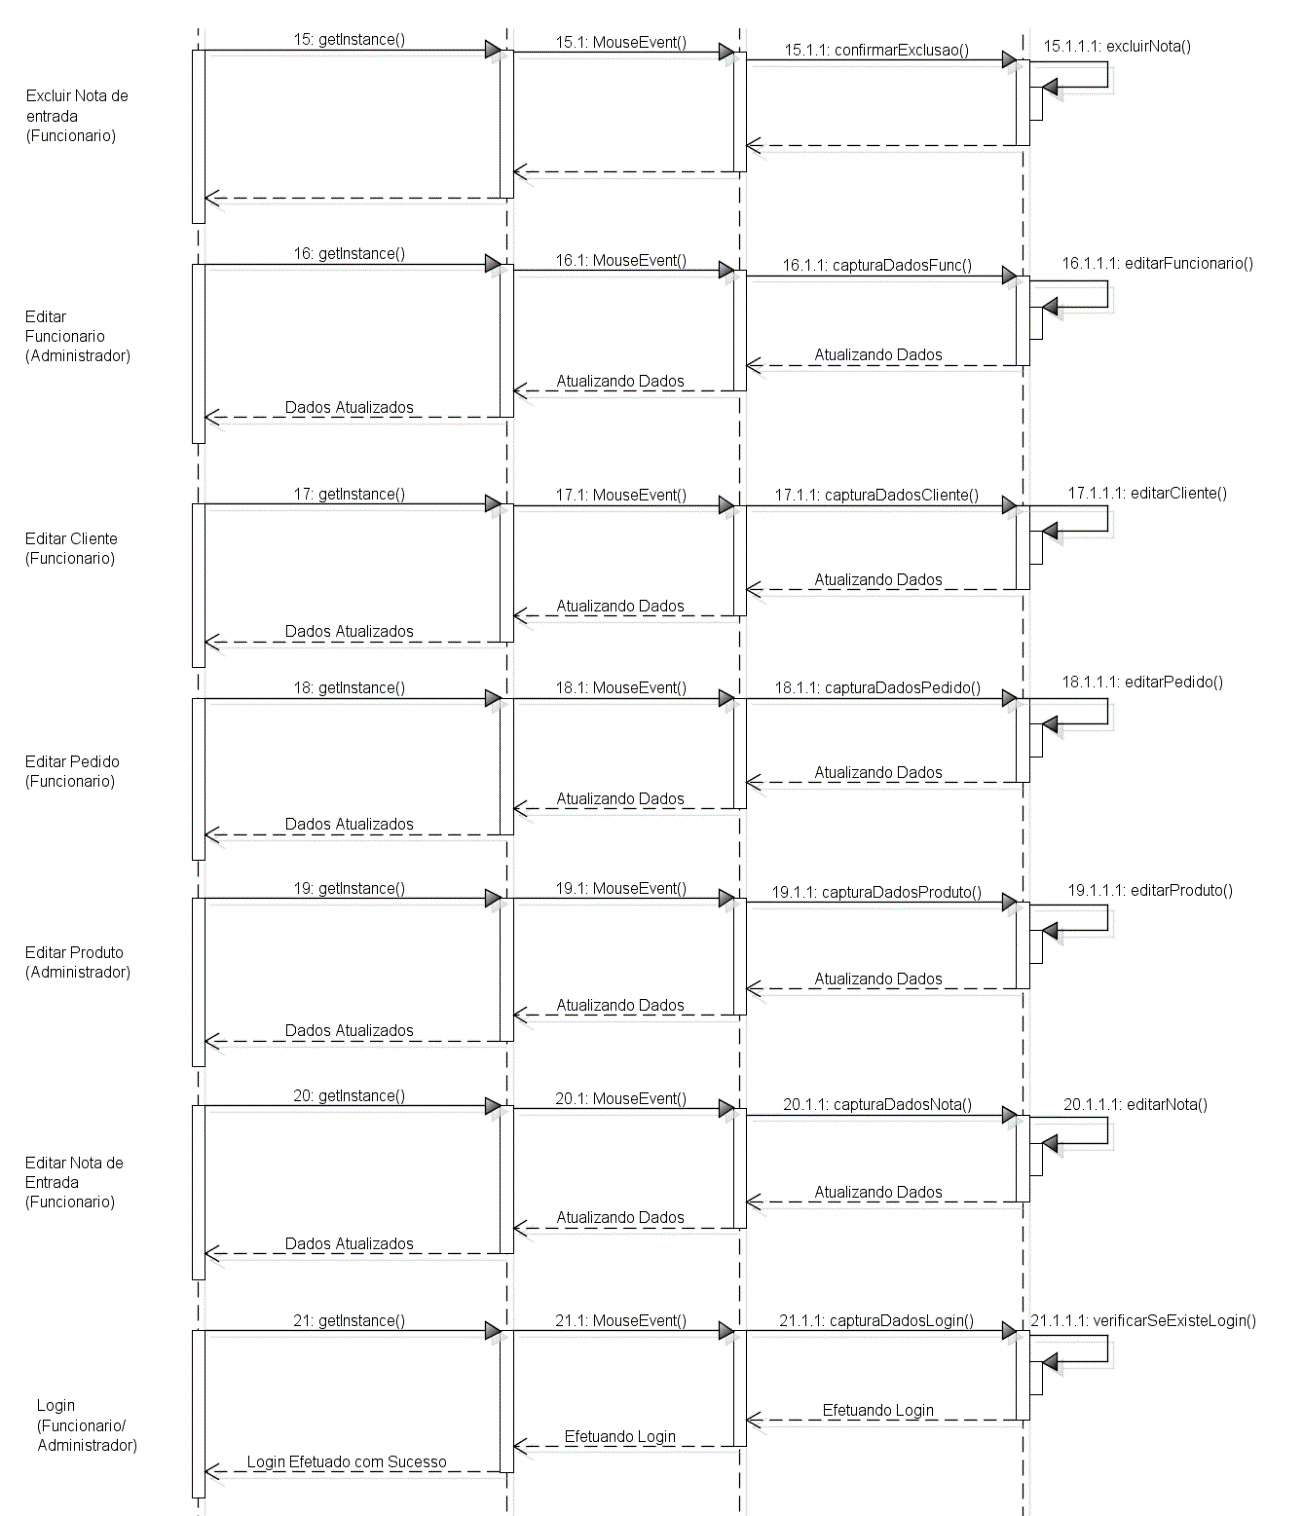 15: getInstance()
15.1: MouseEvent()
15.1.1: confirmarExclusao()
15.1.1.1: excluirNota()
Excluir Nota de
entrada
(Funcionario)
16: getInstance()
16.1: MouseEvent()
16.1.1: capturaDadosFunc()
16.1.1.1: editarFuncionario()
Editar
Funcionario
(Administrador)
Atualizando Dados
Atualizando Dados
Dados Atualizados
17: getInstance()
17.1: MouseEvent()
17.1.1: capturaDadosCliente()
17.1.1.1: editarCliente()
Editar Cliente
(Funcionario)
Atualizando Dados
Atualizando Dados
Dados Atualizados
18: getInstance()
18.1: MouseEvent()
18.1.1: capturaDadosPedido()
18.1.1.1: editarPedido()
Editar Pedido
(Funcionario)
Atualizando Dados
Atualizando Dados
Dados Atualizados
19: getInstance()
19.1: MouseEvent()
19.1.1: capturaDadosProduto()
19.1.1.1: editarProduto()
Editar Produto
(Administrador)
Atualizando Dados
Atualizando Dados
Dados Atualizados
20: getInstance()
20.1: MouseEvent()
20.1.1: capturaDadosNota()
20.1.1.1: editarNota()
Editar Nota de
Entrada
(Funcionario)
Atualizando Dados
Atualizando Dados
Dados Atualizados
21: getInstance()
21.1: MouseEvent()
21.1.1: capturaDadosLogin()
21.1.1.1: verificarSeExisteLogin()
Login
(Funcionario/
Administrador)
Efetuando Login
Efetuando Login
Login Efetuado com Sucesso